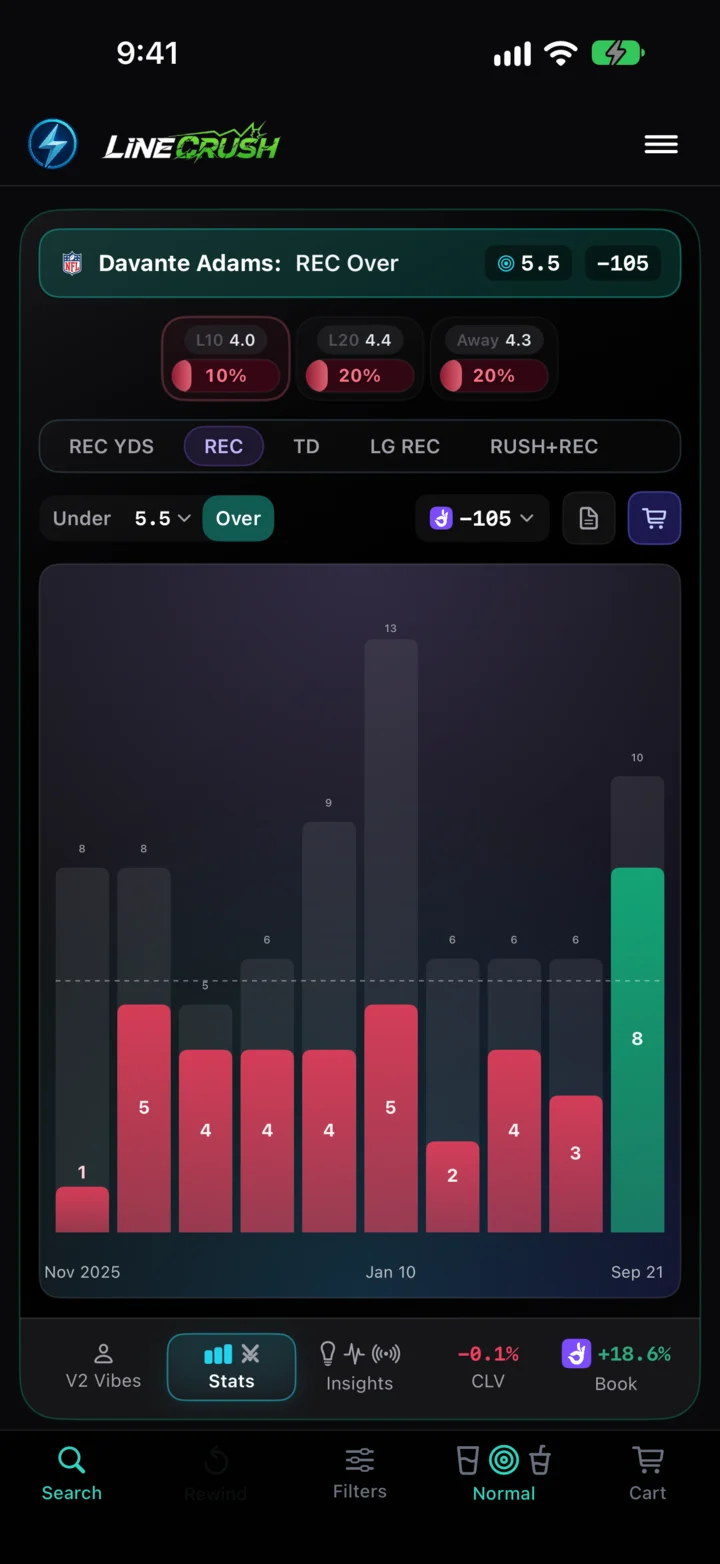 9:41
LINECRUSH
NFL Davante Adams: REC Over 5.5 −105
L10 4.0 L20 4.4 Away 4.3
10% 20% 20%
REC YDS REC TD LG REC RUSH+REC
Under 5.5 Over −105
13
10
9
8 8
6 6 6 6
5
8
5 4 4 4 5 4
3
1 2
Nov 2025 Jan 10 Sep 21
−0.1% +18.6%
V2 Vibes Stats Insights CLV Book
Search Rewind Filters Normal Cart